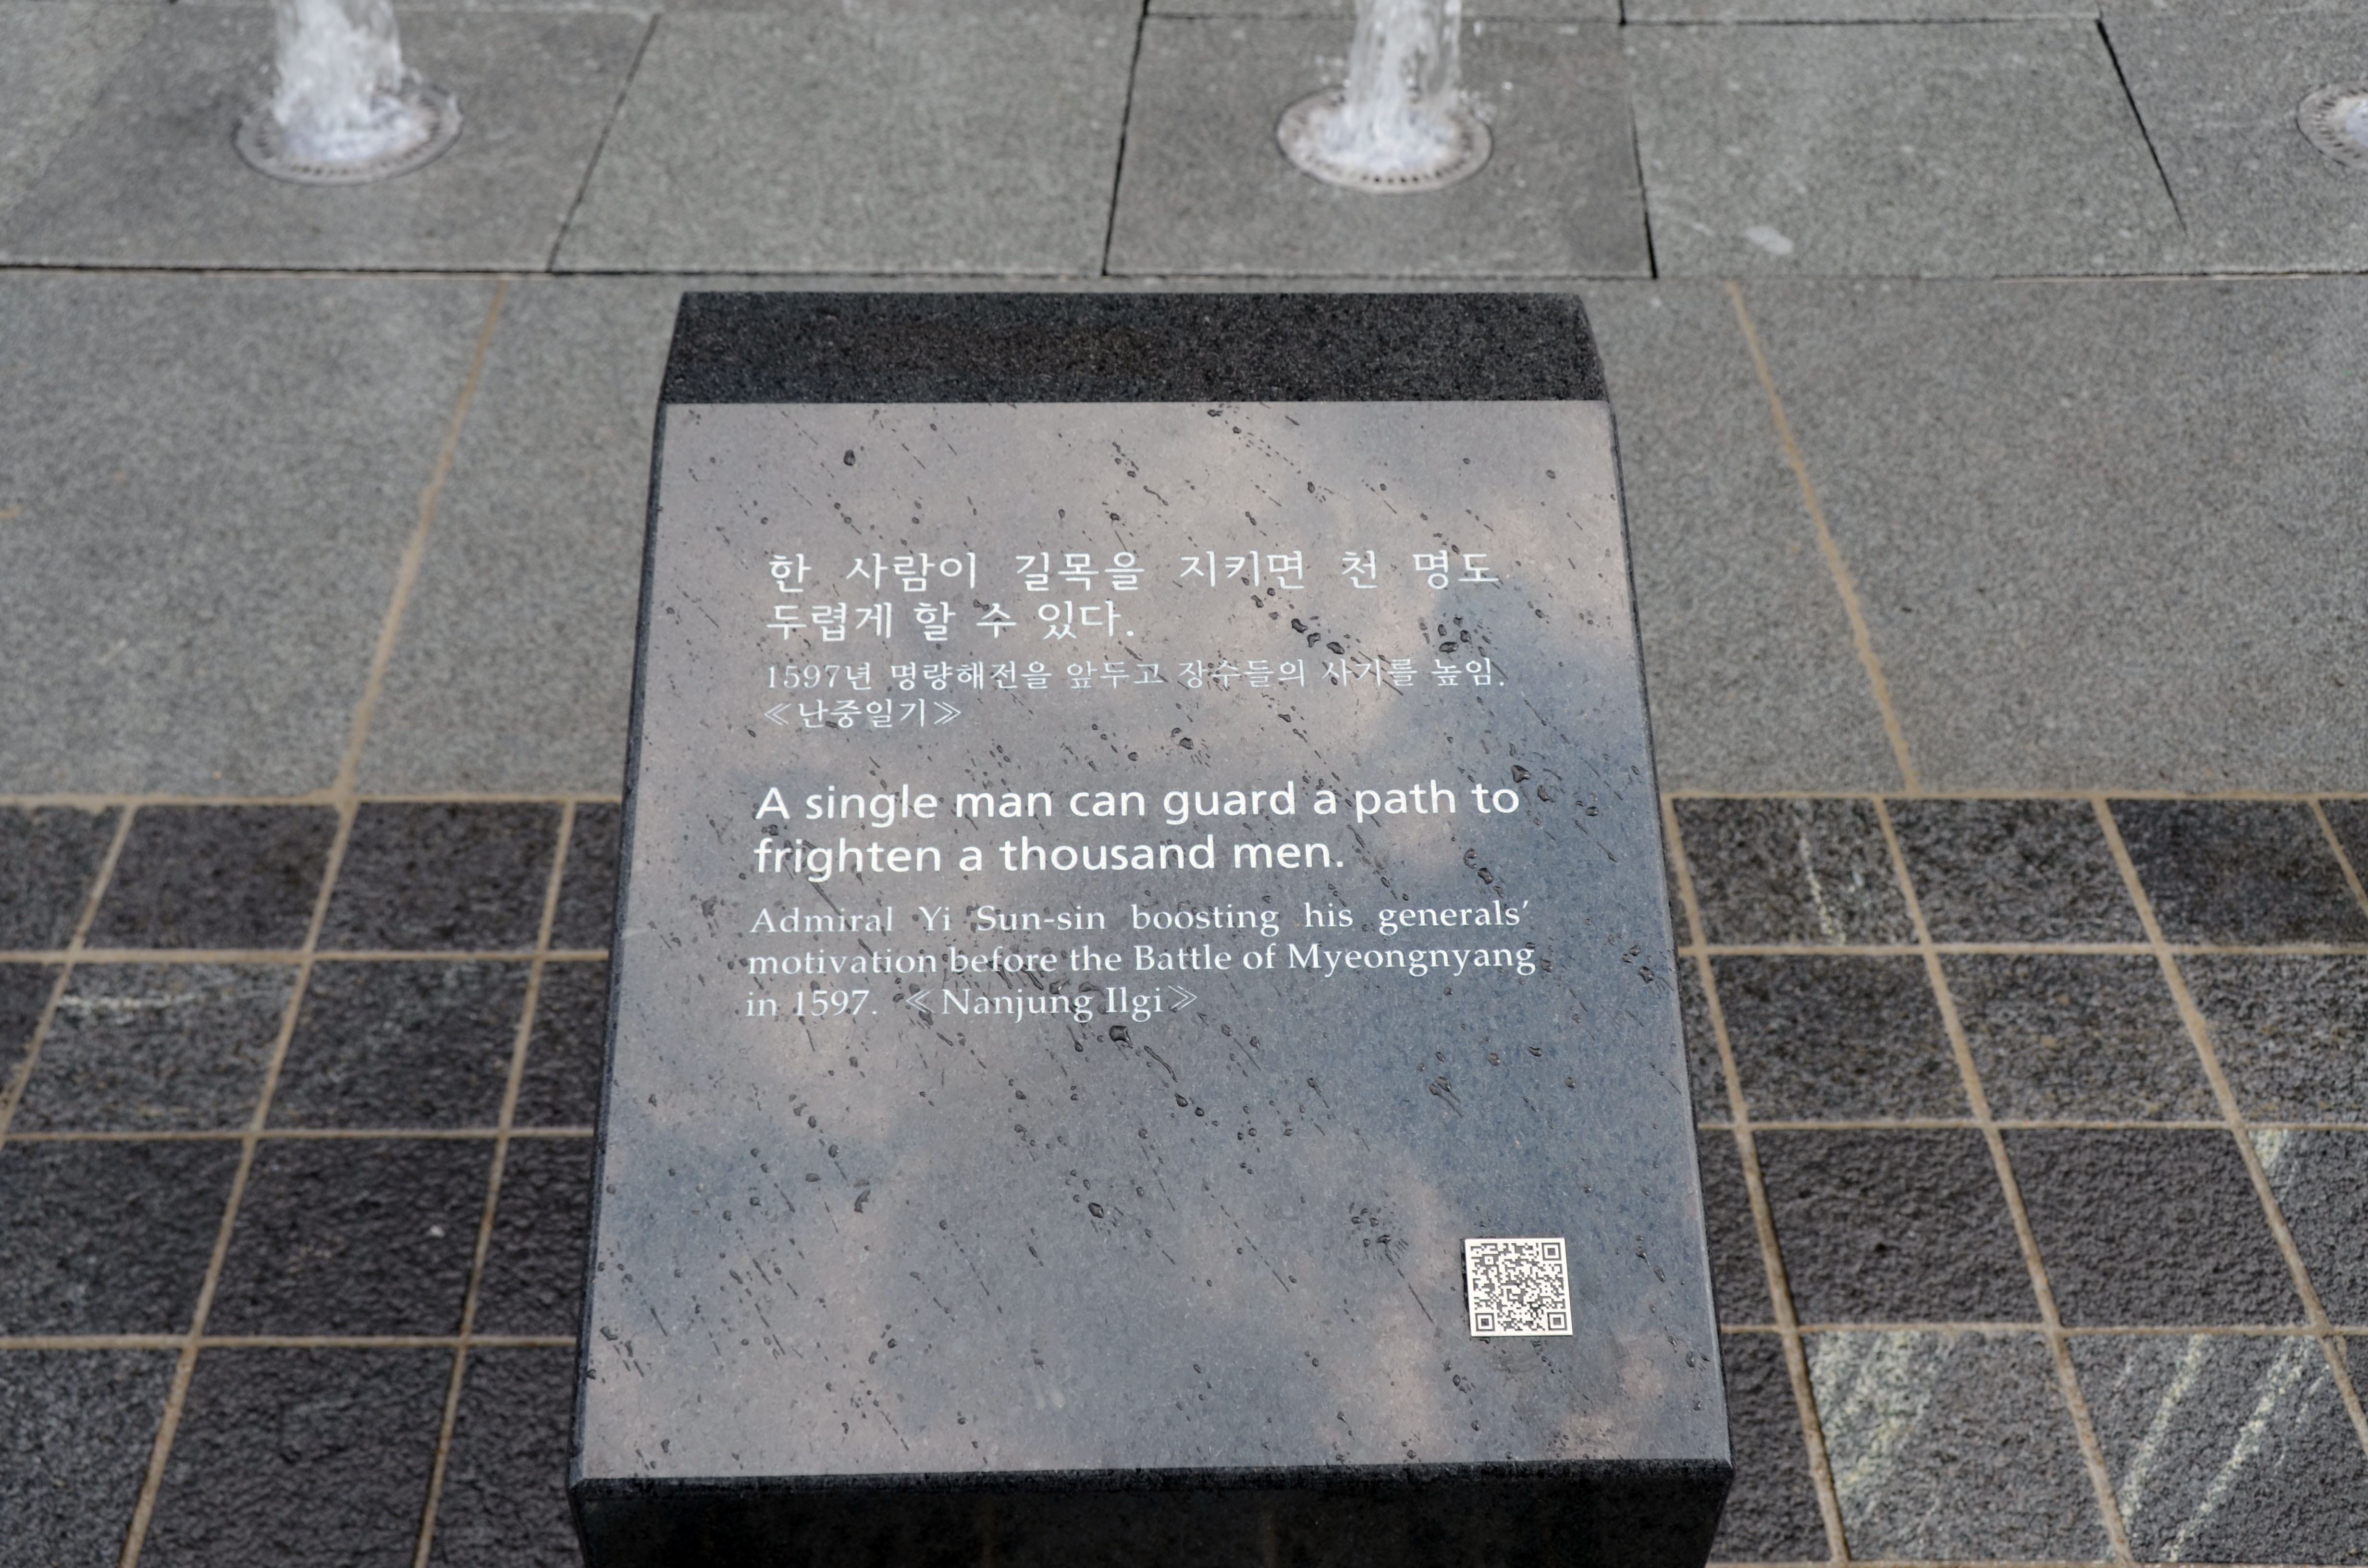 한 사람이 길목을 지키면 천 명도
두렵게 할 수 있다.
1597년 명량해전을 앞두고 장수들의 사기를 높임.
≪난중일기≫
A single man can guard a path to
frighten a thousand men.
Admiral Yi Sun-sin boosting his generals’
motivation before the Battle of Myeongnyang
in 1597. ≪Nanjung Ilgi≫